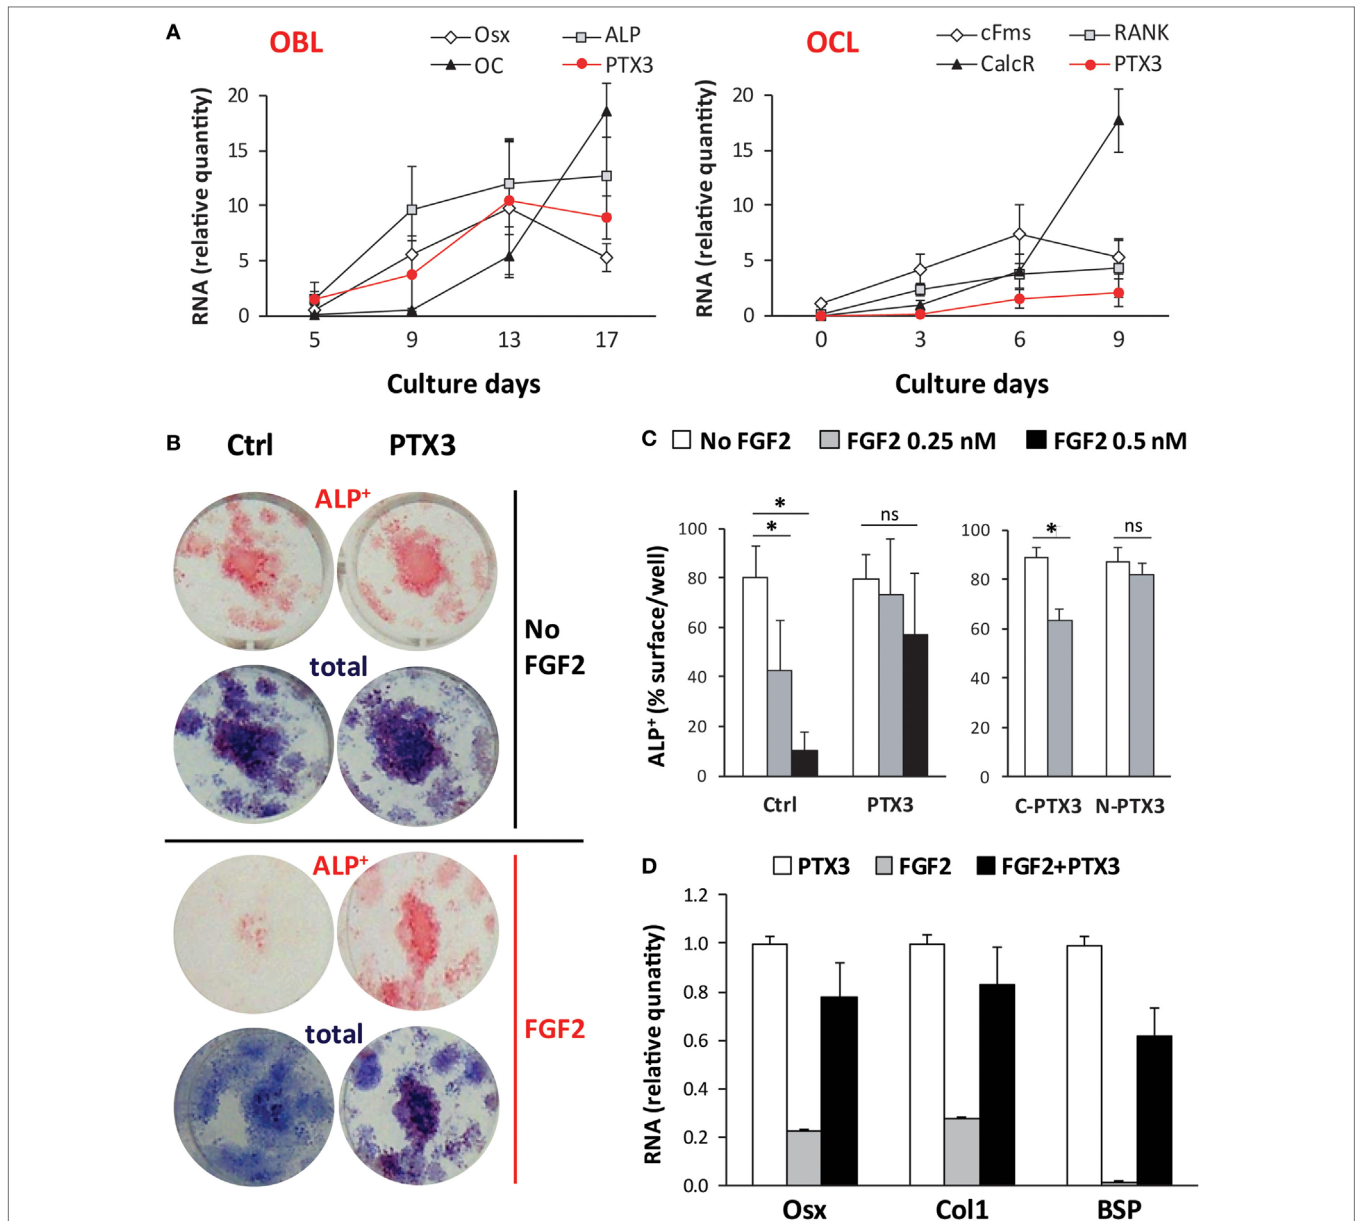 A
OBL
Osx
ALP
OC
PTX3
RNA (relative quantity)
20
15
10
5
0
5
9
13
17
Culture days
OCL
cFms
RANK
CalcR
PTX3
RNA (relative quantity)
20
15
10
5
0
0
3
6
9
Culture days
B
Ctrl
PTX3
ALP+
total
No
FGF2
ALP+
total
FGF2
C
No FGF2
FGF2 0.25 nM
FGF2 0.5 nM
ALP+ (% surface/well)
100
80
60
40
20
0
*
*
ns
Ctrl
PTX3
100
80
60
40
20
0
*
ns
C-PTX3
N-PTX3
D
PTX3
FGF2
FGF2+PTX3
RNA (relative qunatity)
1.2
1.0
0.8
0.6
0.4
0.2
0.0
Osx
Col1
BSP